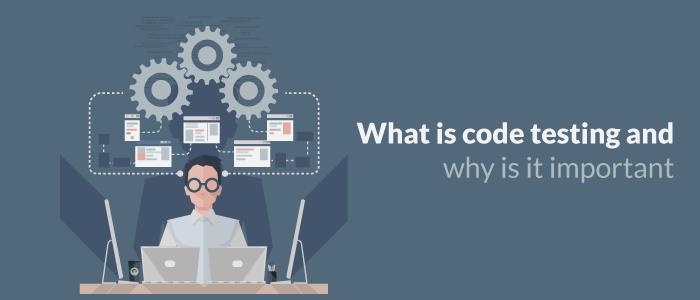 What is code testing and
why is it important